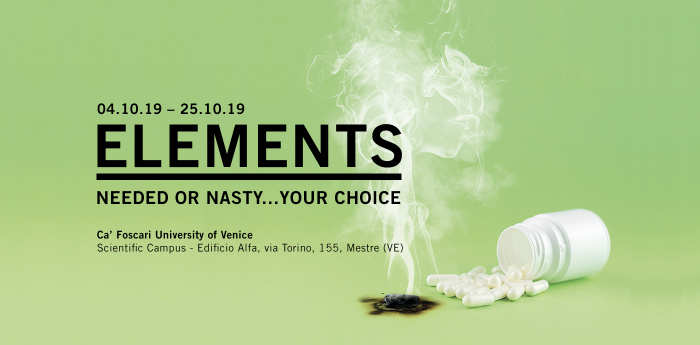 04.10.19 – 25.10.19
ELEMENTS
NEEDED OR NASTY...YOUR CHOICE
Ca' Foscari University of Venice
Scientific Campus - Edificio Alfa, via Torino, 155, Mestre (VE)